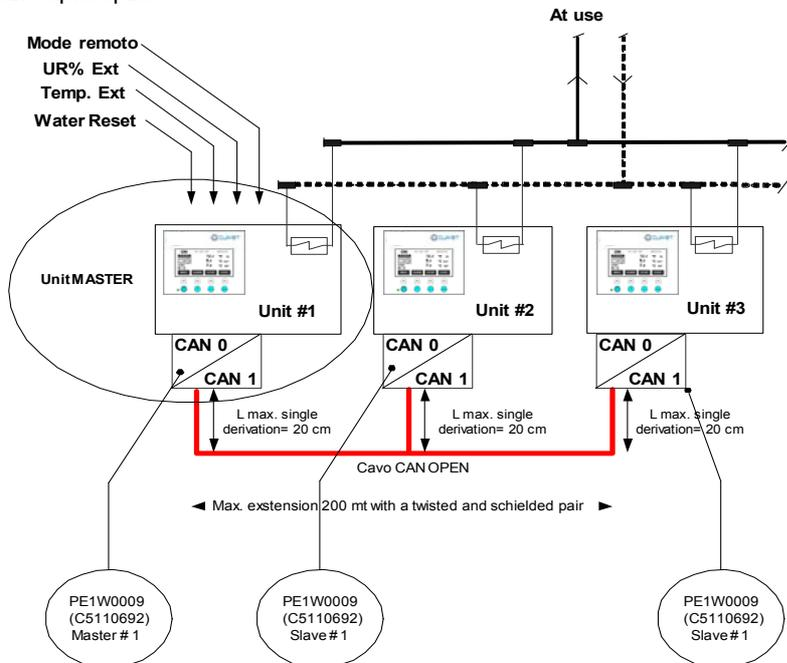 At use
Mode remoto
UR% Ext
Temp. Ext
Water Reset
Unit MASTER
Unit #1
Unit #2
Unit #3
CAN 0
CAN 1
CAN 0
CAN 1
CAN 0
CAN 1
L max. single
derivation= 20 cm
L max. single
derivation= 20 cm
L max. single
derivation= 20 cm
Cavo CAN OPEN
Max. exstension 200 mt with a twisted and schielded pair
PE1W0009
(C5110692)
Master # 1
PE1W0009
(C5110692)
Slave # 1
PE1W0009
(C5110692)
Slave # 1